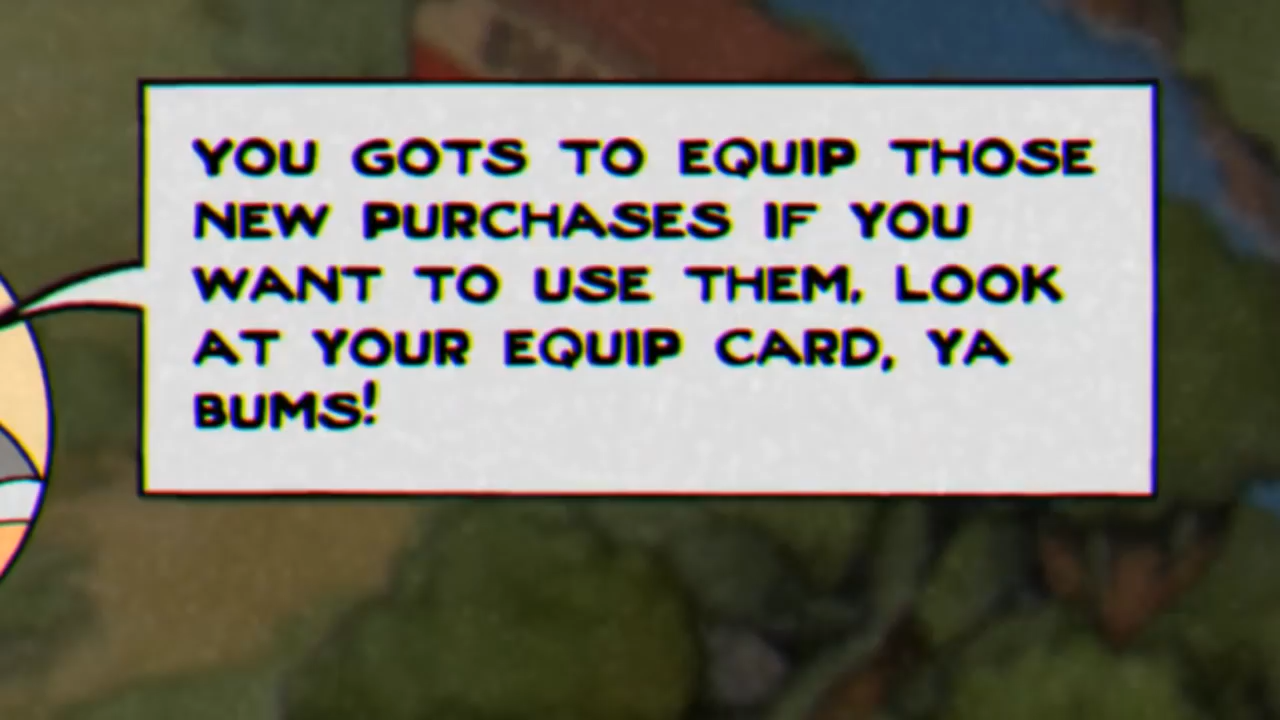 YOU GOTS TO EQUIP THOSE
NEW PURCHASES IF YOU
WANT TO USE THEM. LOOK
AT YOUR EQUIP CARD, YA
BUMS!